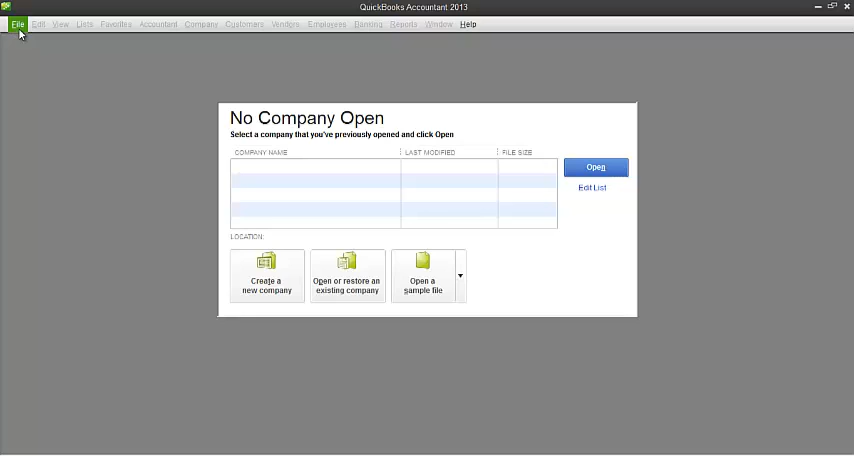 QuickBooks Accountant 2013
File Edit View Lists Favorites Accountant Company Customers Vendors Employees Banking Reports Window Help
No Company Open
Select a company that you've previously opened and click Open
COMPANY NAME LAST MODIFIED FILE SIZE
Open
Edit List
LOCATION:
Create a
new company
Open or restore an
existing company
Open a
sample file